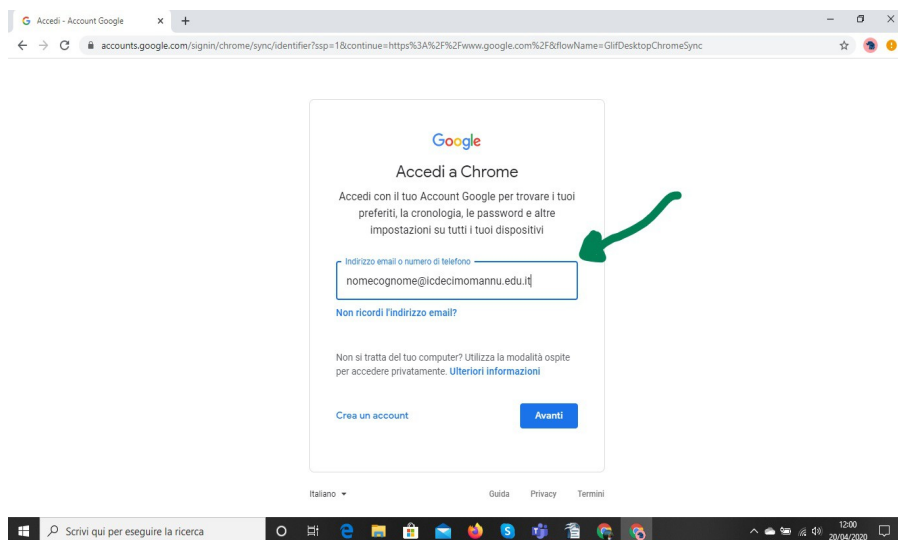 Accedi - Account Google
accounts.google.com/signin/chrome/sync/identifier?ssp=1&continue=https%3A%2F%2Fwww.google.com%2F&flowName=GlifDesktopChromeSync
Google
Accedi a Chrome
Accedi con il tuo Account Google per trovare i tuoi
preferiti, la cronologia, le password e altre
impostazioni su tutti i tuoi dispositivi
Indirizzo email o numero di telefono
nomecognome@icdecimomannu.edu.it
Non ricordi l'indirizzo email?
Non si tratta del tuo computer? Utilizza la modalità ospite
per accedere privatamente. Ulteriori informazioni
Crea un account Avanti
Italiano Guida Privacy Termini
Scrivi qui per eseguire la ricerca
12:00
20/04/2020